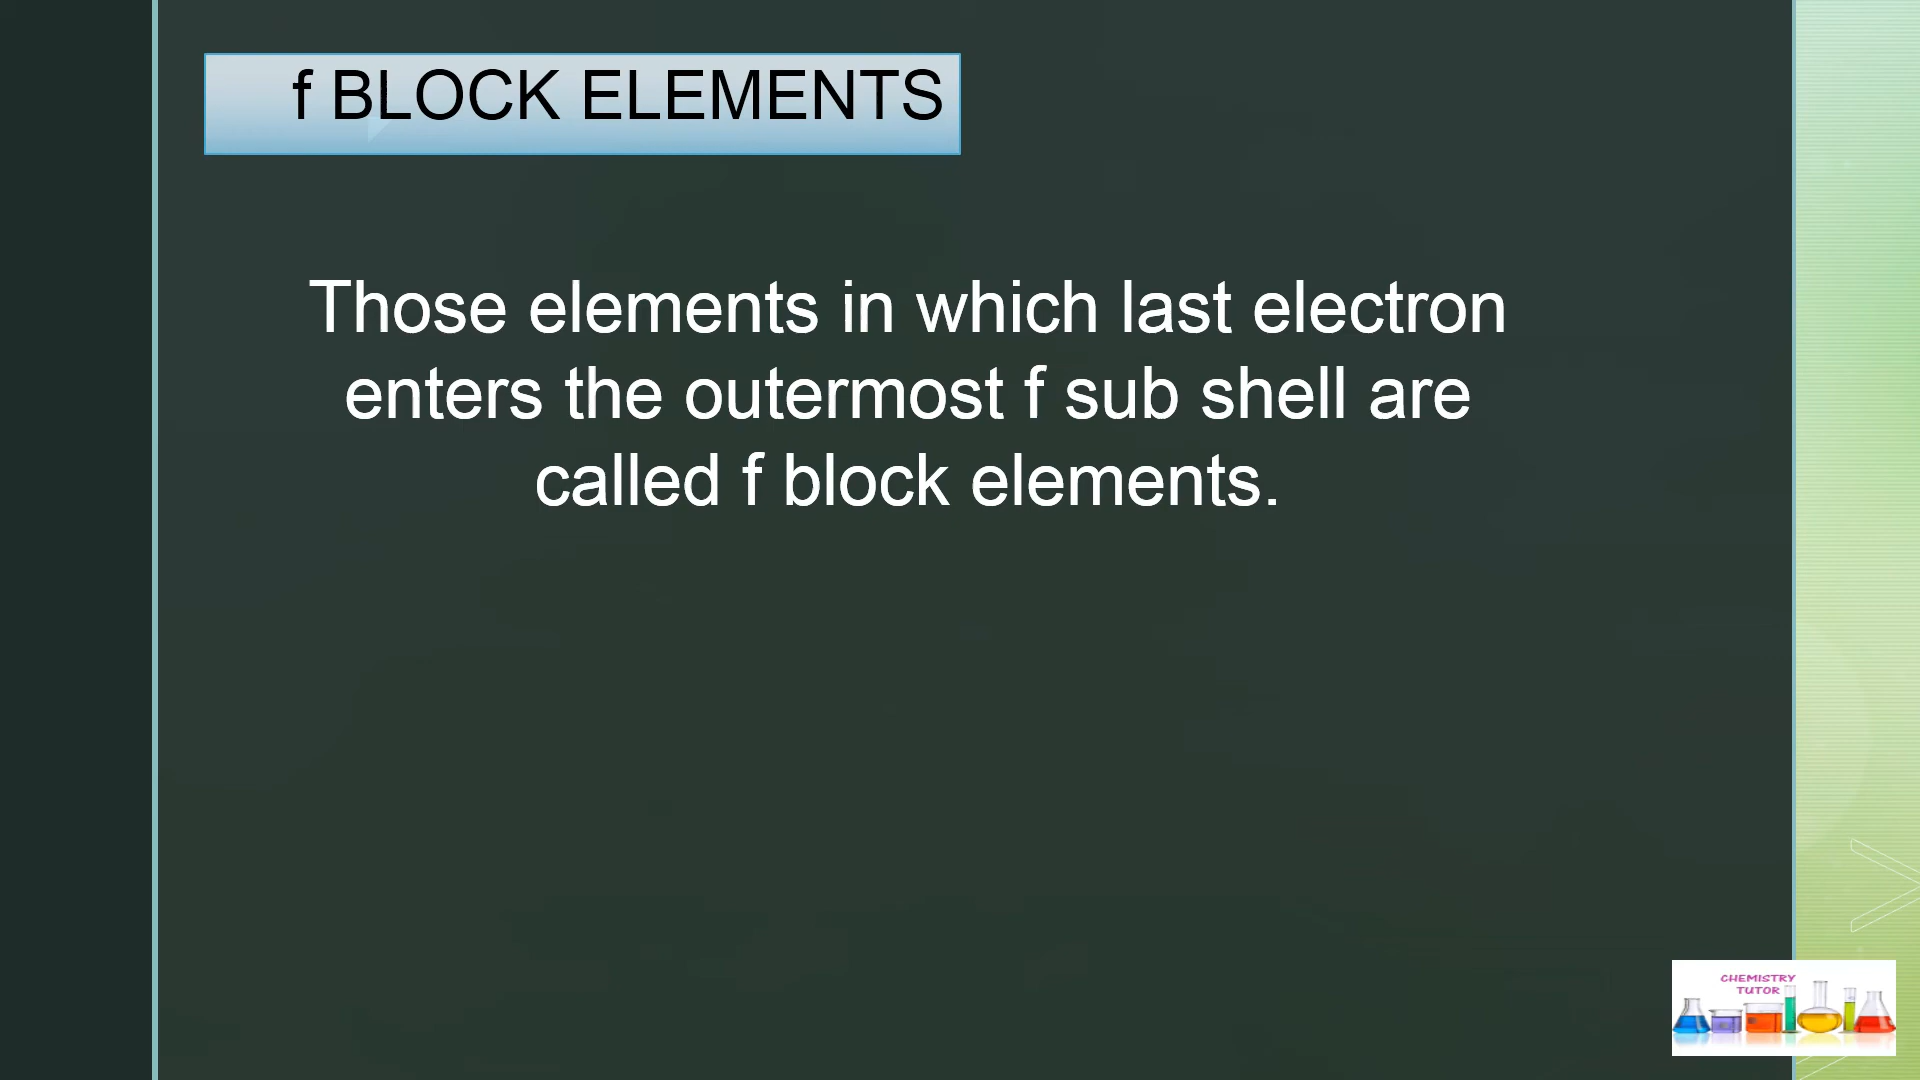 f BLOCK ELEMENTS
Those elements in which last electron
enters the outermost f sub shell are
called f block elements.
CHEMISTRY
TUTOR